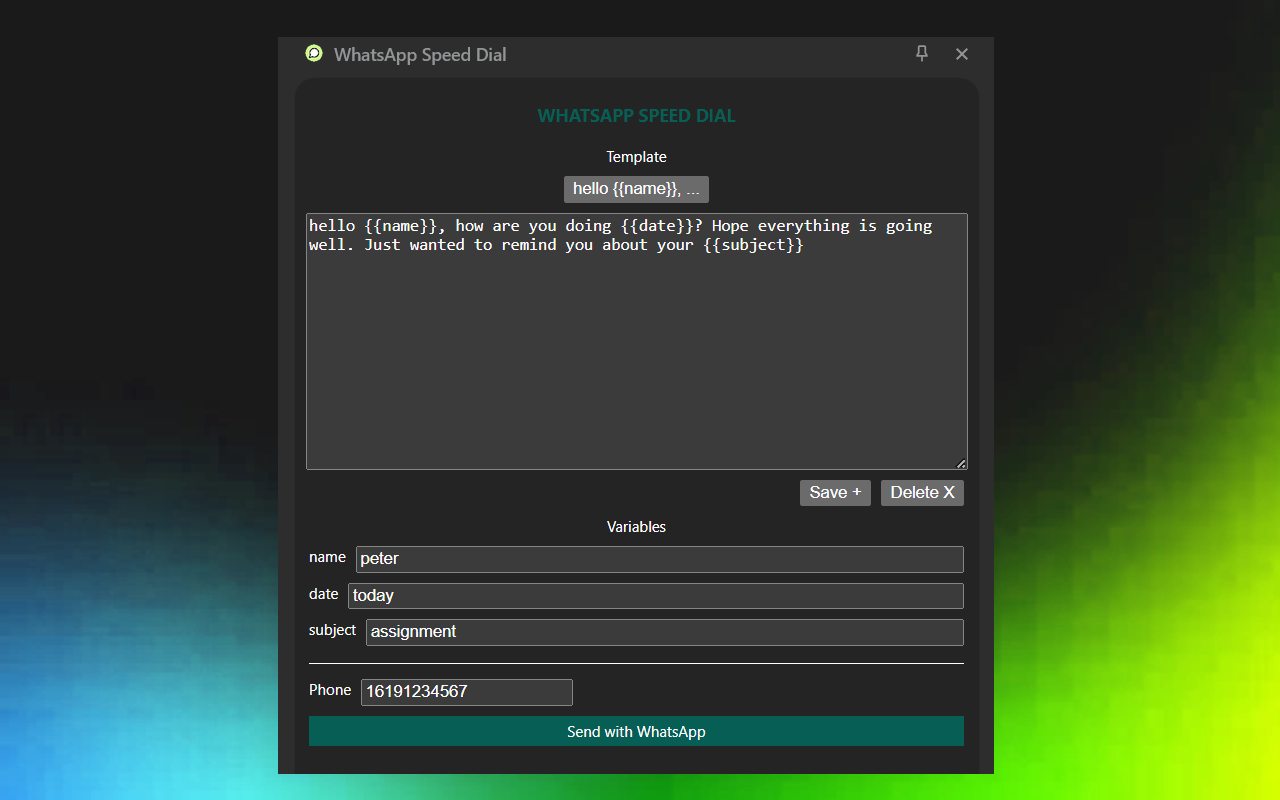 WhatsApp Speed Dial
WHATSAPP SPEED DIAL
Template
hello {{name}}, ...
hello {{name}}, how are you doing {{date}}? Hope everything is going
well. Just wanted to remind you about your {{subject}}
Save +
Delete X
Variables
name peter
date today
subject assignment
Phone 16191234567
Send with WhatsApp